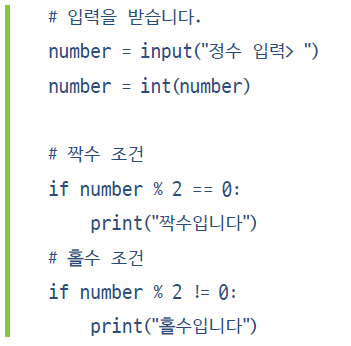 # 입력을 받습니다.
number = input("정수 입력> ")
number = int(number)

# 짝수 조건
if number % 2 == 0:
    print("짝수입니다")
# 홀수 조건
if number % 2 != 0:
    print("홀수입니다")